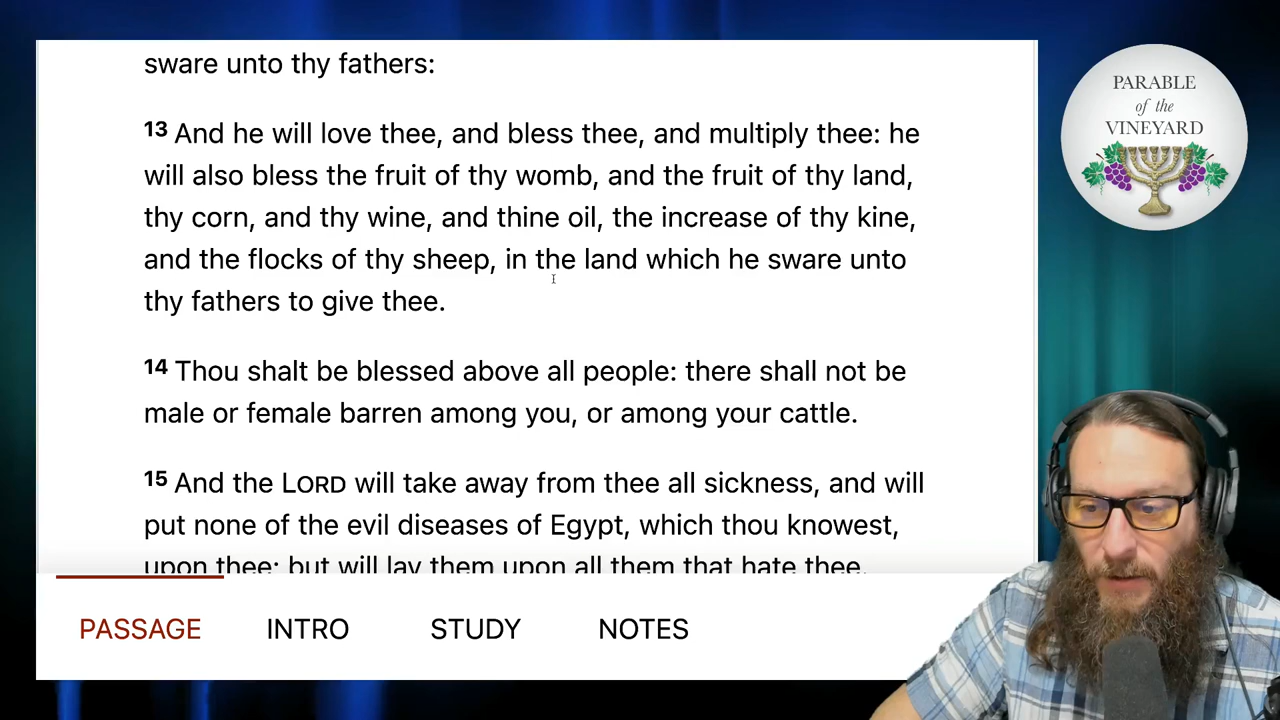 sware unto thy fathers:
13 And he will love thee, and bless thee, and multiply thee: he
will also bless the fruit of thy womb, and the fruit of thy land,
thy corn, and thy wine, and thine oil, the increase of thy kine,
and the flocks of thy sheep, in the land which he sware unto
thy fathers to give thee.
14 Thou shalt be blessed above all people: there shall not be
male or female barren among you, or among your cattle.
15 And the LORD will take away from thee all sickness, and will
put none of the evil diseases of Egypt, which thou knowest,
upon thee; but will lay them upon all them that hate thee.
PASSAGE INTRO STUDY NOTES
PARABLE
of the
VINEYARD